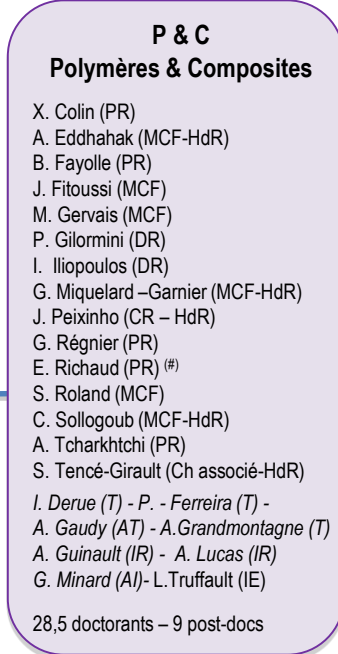 P & C
Polymères & Composites
X. Colin (PR)
A. Eddhahak (MCF-HdR)
B. Fayolle (PR)
J. Fitoussi (MCF)
M. Gervais (MCF)
P. Gilormini (DR)
I. Iliopoulos (DR)
G. Miquelard –Garnier (MCF-HdR)
J. Peixinho (CR – HdR)
G. Régnier (PR)
E. Richaud (PR) (#)
S. Roland (MCF)
C. Sollogoub (MCF-HdR)
A. Tcharkhtchi (PR)
S. Tencé-Girault (Ch associé-HdR)
I. Derue (T) - P. - Ferreira (T) -
A. Gaudy (AT) - A.Grandmontagne (T)
A. Guinault (IR) - A. Lucas (IR)
G. Minard (AI)- L.Truffault (IE)
28,5 doctorants – 9 post-docs